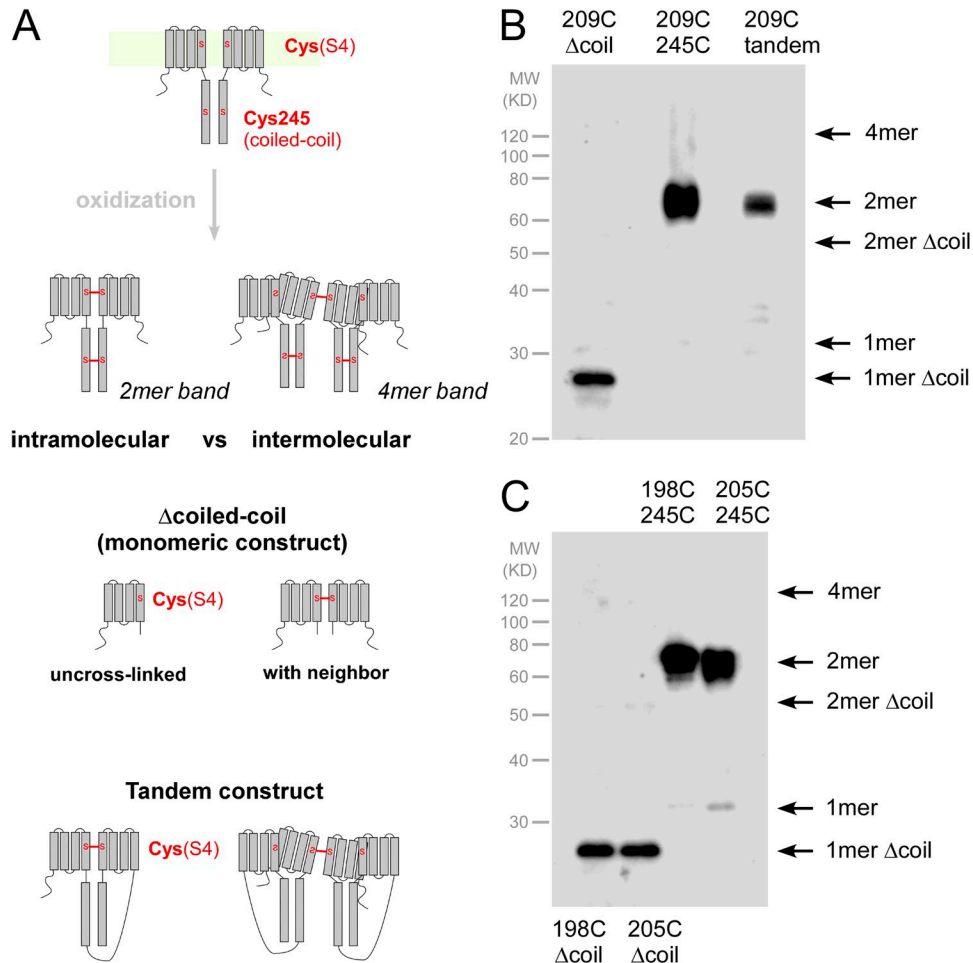 A
S
S
Cys(S4)
S
S
Cys245
(coiled-coil)
oxidization
S
S
S
S
S
S
S
S
S
S
S
S
2mer band
4mer band
intramolecular vs intermolecular
Δcoiled-coil
(monomeric construct)
S
Cys(S4)
S
S
uncross-linked
with neighbor
Tandem construct
S
S
Cys(S4)
S
S
S
S
B
209C
Δcoil
209C
245C
209C
tandem
MW
(KD)
120
100
80
60
50
40
30
20
4mer
2mer
2mer Δcoil
1mer
1mer Δcoil
C
198C
245C
205C
245C
MW
(KD)
120
100
80
60
50
40
30
4mer
2mer
2mer Δcoil
1mer
1mer Δcoil
198C
Δcoil
205C
Δcoil